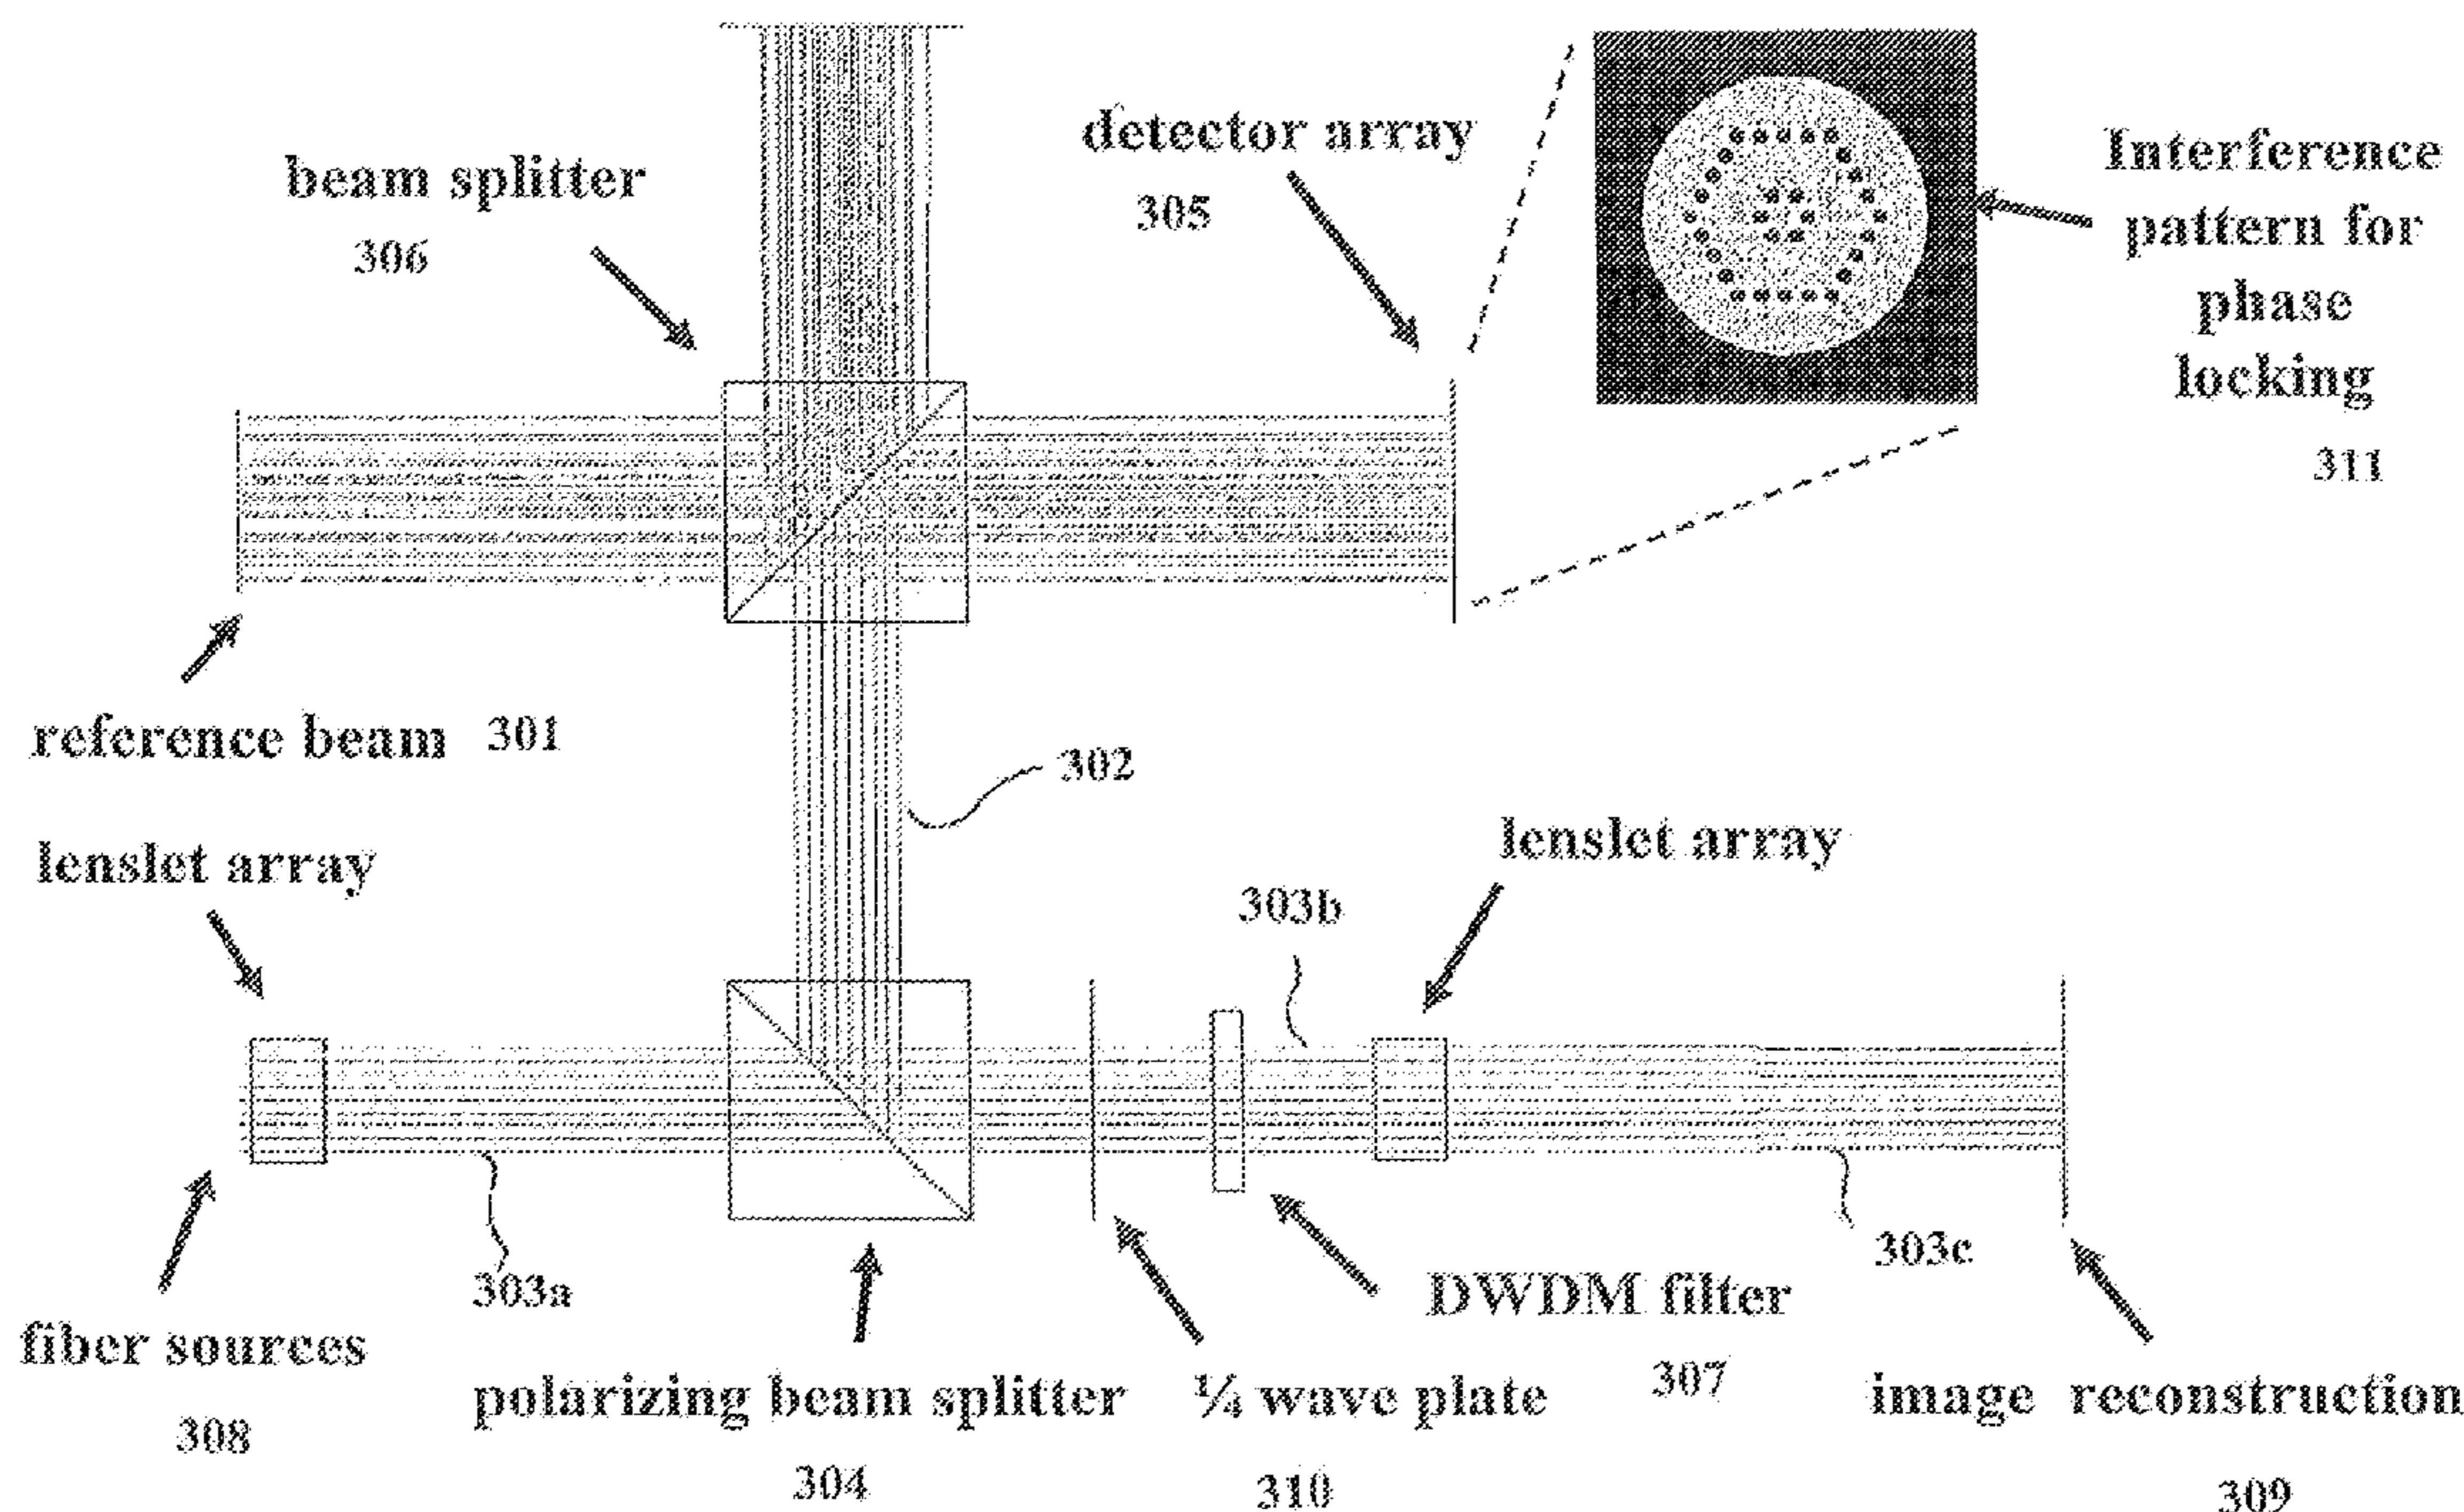 beam splitter
306
detector array
305
Interference
pattern for
phase
locking
311
reference beam 301
302
lenslet array
lenslet array
303b
303a
303c
fiber sources
308
polarizing beam splitter
304
¼ wave plate
310
DWDM filter
307
image reconstruction
309